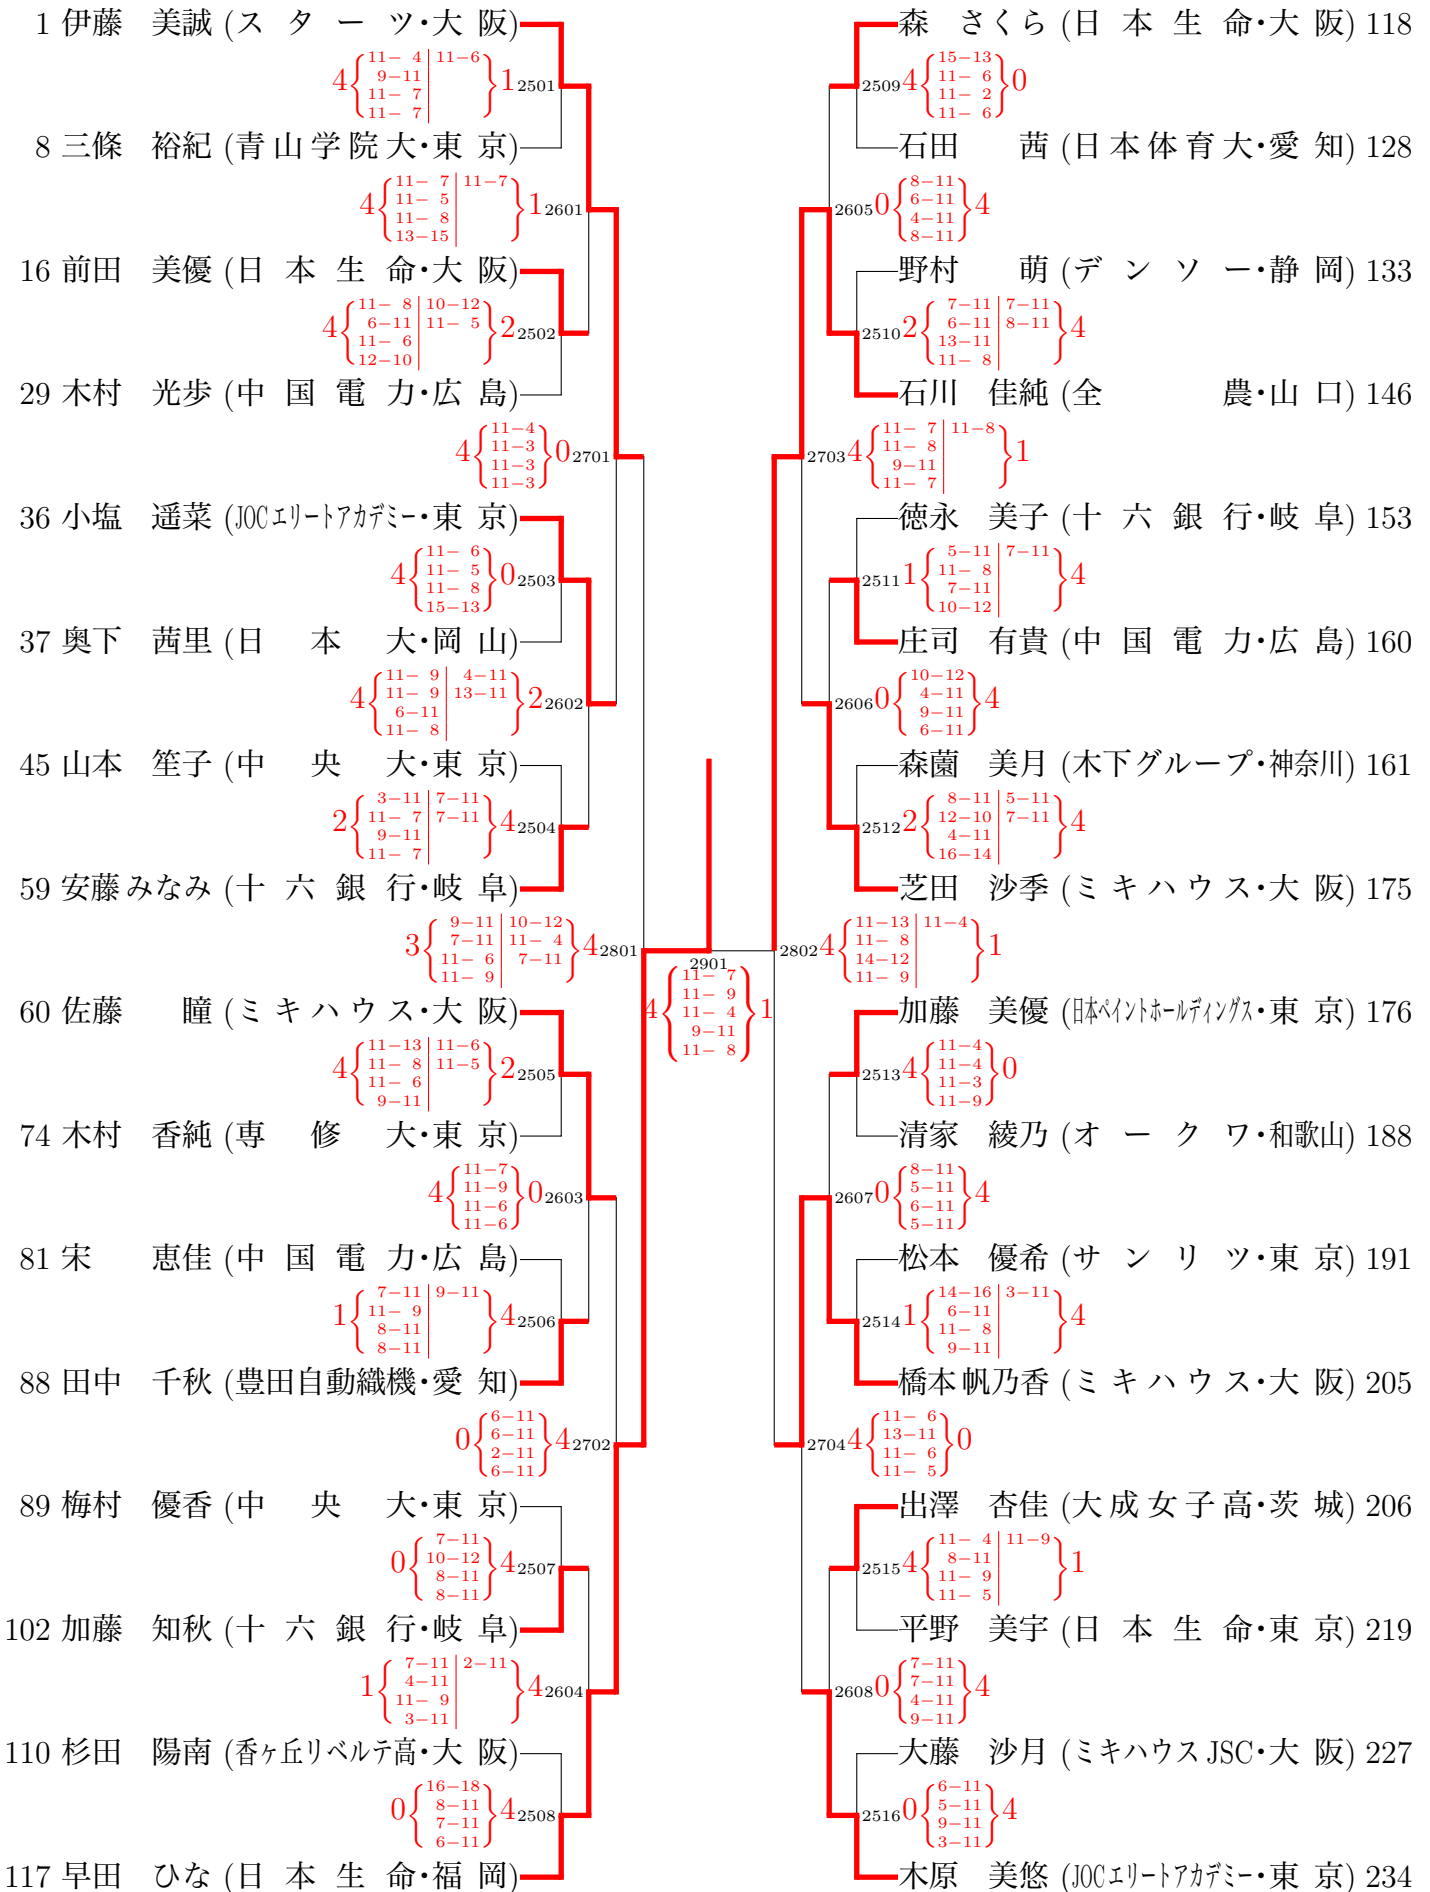 1 伊藤 美誠 (スターツ・大阪)
4 { 11- 4 9-11 11- 7 11- 7 | 11-6 } 1 2501
8 三條 裕紀 (青山学院大・東京)
4 { 11- 7 11- 5 11- 8 13-15 | 11-7 } 1 2601
16 前田 美優 (日本生命・大阪)
4 { 11- 8 6-11 11- 6 12-10 | 10-12 11- 5 } 2 2502
29 木村 光歩 (中国電力・広島)
4 { 11-4 11-3 11-3 11-3 } 0 2701
36 小塩 遥菜 (JOCエリートアカデミー・東京)
4 { 11- 6 11- 5 11- 8 15-13 } 0 2503
37 奥下 茜里 (日本大・岡山)
4 { 11- 9 11- 9 6-11 11- 8 | 4-11 13-11 } 2 2602
45 山本 笙子 (中央大・東京)
2 { 3-11 11- 7 9-11 11- 7 | 7-11 7-11 } 4 2504
59 安藤みなみ (十六銀行・岐阜)
3 { 9-11 7-11 11- 6 11- 9 | 10-12 11- 4 7-11 } 4 2801
60 佐藤 瞳 (ミキハウス・大阪)
4 { 11-13 11- 8 11- 6 9-11 | 11-6 11-5 } 2 2505
74 木村 香純 (専修大・東京)
4 { 11-7 11-9 11-6 11-6 } 0 2603
81 宋 恵佳 (中国電力・広島)
1 { 7-11 11- 9 8-11 8-11 | 9-11 } 4 2506
88 田中 千秋 (豊田自動織機・愛知)
0 { 6-11 6-11 2-11 6-11 } 4 2702
89 梅村 優香 (中央大・東京)
0 { 7-11 10-12 8-11 8-11 } 4 2507
102 加藤 知秋 (十六銀行・岐阜)
1 { 7-11 4-11 11- 9 3-11 | 2-11 } 4 2604
110 杉田 陽南 (香ヶ丘リベルテ高・大阪)
0 { 16-18 8-11 7-11 6-11 } 4 2508
117 早田 ひな (日本生命・福岡)
2901
4 { 11- 7 11- 9 11- 4 9-11 11- 8 } 1
森 さくら (日本生命・大阪) 118
2509 4 { 15-13 11- 6 11- 2 11- 6 } 0
石田 茜 (日本体育大・愛知) 128
2605 0 { 8-11 6-11 4-11 8-11 } 4
野村 萌 (デンソー・静岡) 133
2510 2 { 7-11 6-11 13-11 11- 8 | 7-11 8-11 } 4
石川 佳純 (全農・山口) 146
2703 4 { 11- 7 11- 8 9-11 11- 7 | 11-8 } 1
徳永 美子 (十六銀行・岐阜) 153
2511 1 { 5-11 11- 8 7-11 10-12 | 7-11 } 4
庄司 有貴 (中国電力・広島) 160
2606 0 { 10-12 4-11 9-11 6-11 } 4
森薗 美月 (木下グループ・神奈川) 161
2512 2 { 8-11 12-10 4-11 16-14 | 5-11 7-11 } 4
芝田 沙季 (ミキハウス・大阪) 175
2802 4 { 11-13 11- 8 14-12 11- 9 | 11-4 } 1
加藤 美優 (日本ペイントホールディングス・東京) 176
2513 4 { 11-4 11-4 11-3 11-9 } 0
清家 綾乃 (オークワ・和歌山) 188
2607 0 { 8-11 5-11 6-11 5-11 } 4
松本 優希 (サンリツ・東京) 191
2514 1 { 14-16 6-11 11- 8 9-11 | 3-11 } 4
橋本帆乃香 (ミキハウス・大阪) 205
2704 4 { 11- 6 13-11 11- 6 11- 5 } 0
出澤 杏佳 (大成女子高・茨城) 206
2515 4 { 11- 4 8-11 11- 9 11- 5 | 11-9 } 1
平野 美宇 (日本生命・東京) 219
2608 0 { 7-11 7-11 4-11 9-11 } 4
大藤 沙月 (ミキハウスJSC・大阪) 227
2516 0 { 6-11 5-11 9-11 3-11 } 4
木原 美悠 (JOCエリートアカデミー・東京) 234